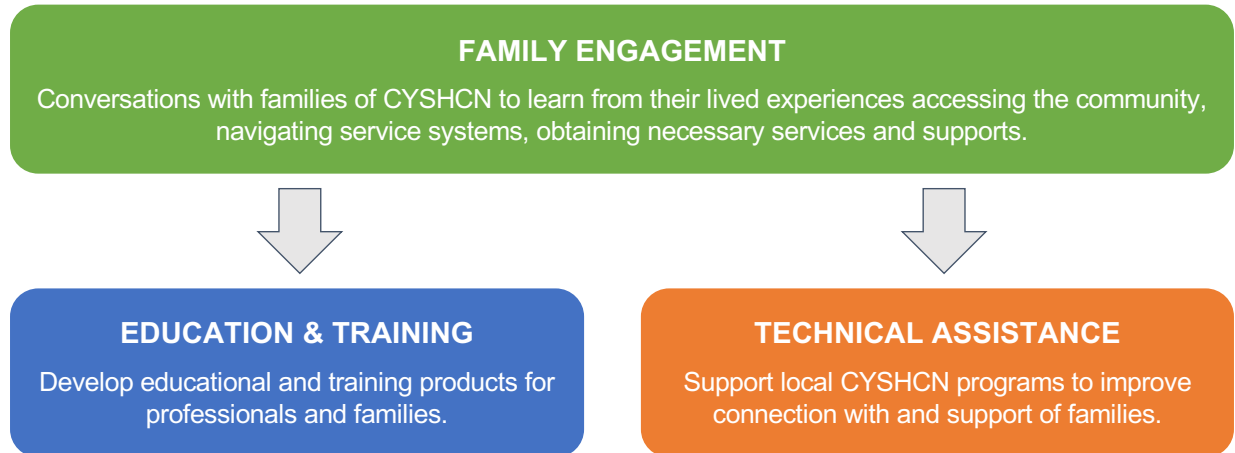 FAMILY ENGAGEMENT
Conversations with families of CYSHCN to learn from their lived experiences accessing the community,
navigating service systems, obtaining necessary services and supports.
EDUCATION & TRAINING
Develop educational and training products for
professionals and families.
TECHNICAL ASSISTANCE
Support local CYSHCN programs to improve
connection with and support of families.